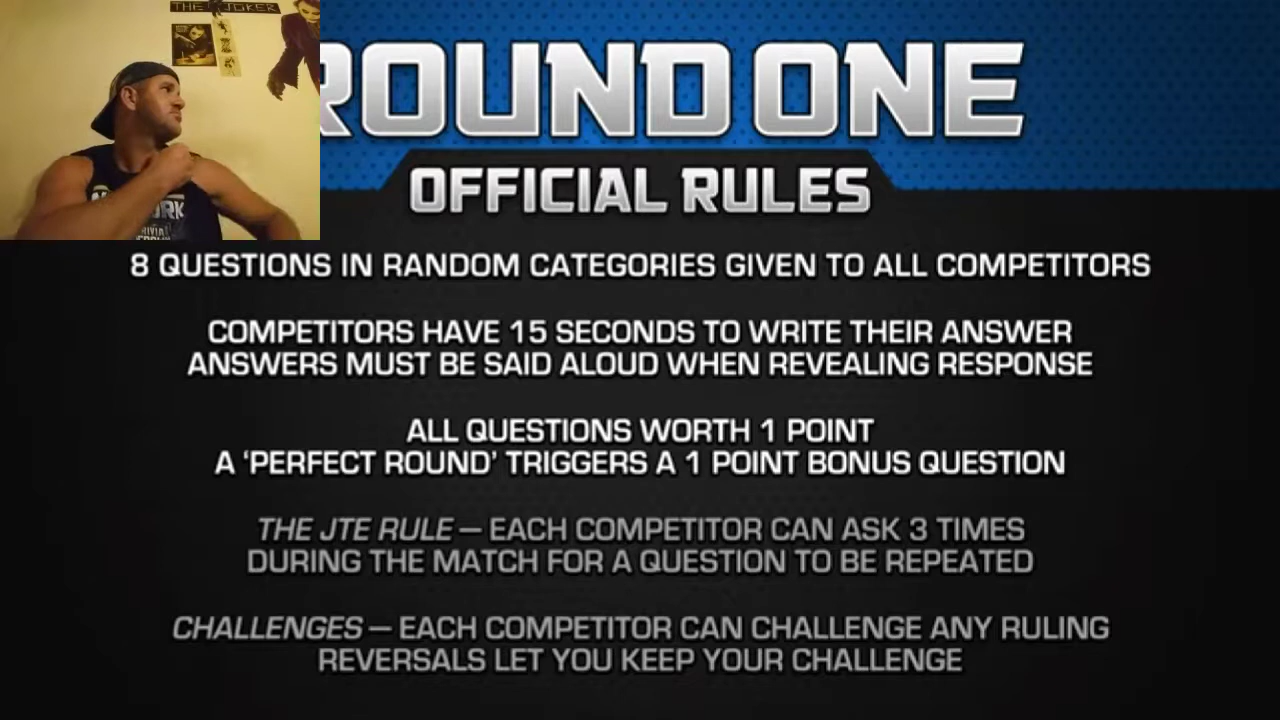 THE JOKER
ROUND ONE
OFFICIAL RULES
8 QUESTIONS IN RANDOM CATEGORIES GIVEN TO ALL COMPETITORS
COMPETITORS HAVE 15 SECONDS TO WRITE THEIR ANSWER
ANSWERS MUST BE SAID ALOUD WHEN REVEALING RESPONSE
ALL QUESTIONS WORTH 1 POINT
A ‘PERFECT ROUND’ TRIGGERS A 1 POINT BONUS QUESTION
THE JTE RULE – EACH COMPETITOR CAN ASK 3 TIMES
DURING THE MATCH FOR A QUESTION TO BE REPEATED
CHALLENGES – EACH COMPETITOR CAN CHALLENGE ANY RULING
REVERSALS LET YOU KEEP YOUR CHALLENGE